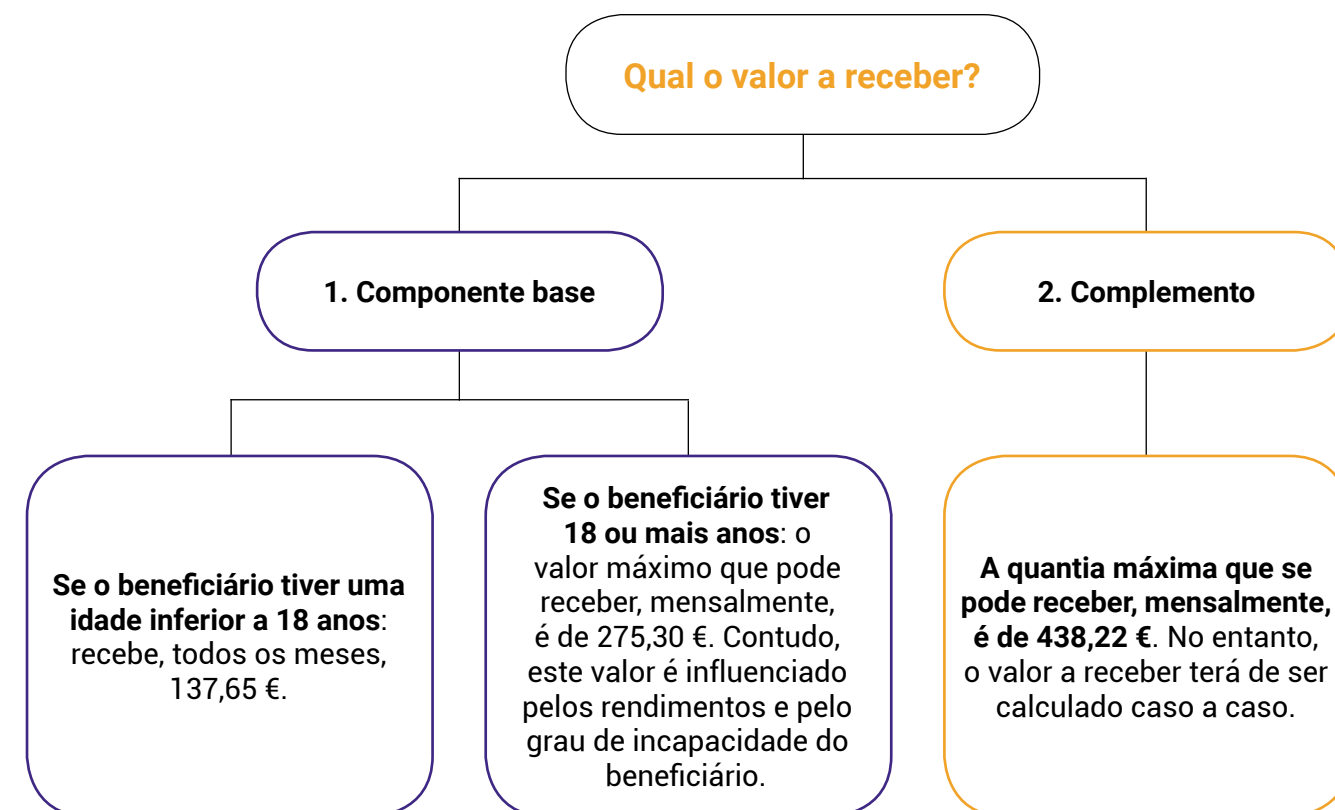 Qual o valor a receber?
1. Componente base
2. Complemento
Se o beneficiário tiver uma
idade inferior a 18 anos:
recebe, todos os meses,
137,65 €.
Se o beneficiário tiver
18 ou mais anos: o
valor máximo que pode
receber, mensalmente,
é de 275,30 €. Contudo,
este valor é influenciado
pelos rendimentos e pelo
grau de incapacidade do
beneficiário.
A quantia máxima que se
pode receber, mensalmente,
é de 438,22 €. No entanto,
o valor a receber terá de ser
calculado caso a caso.